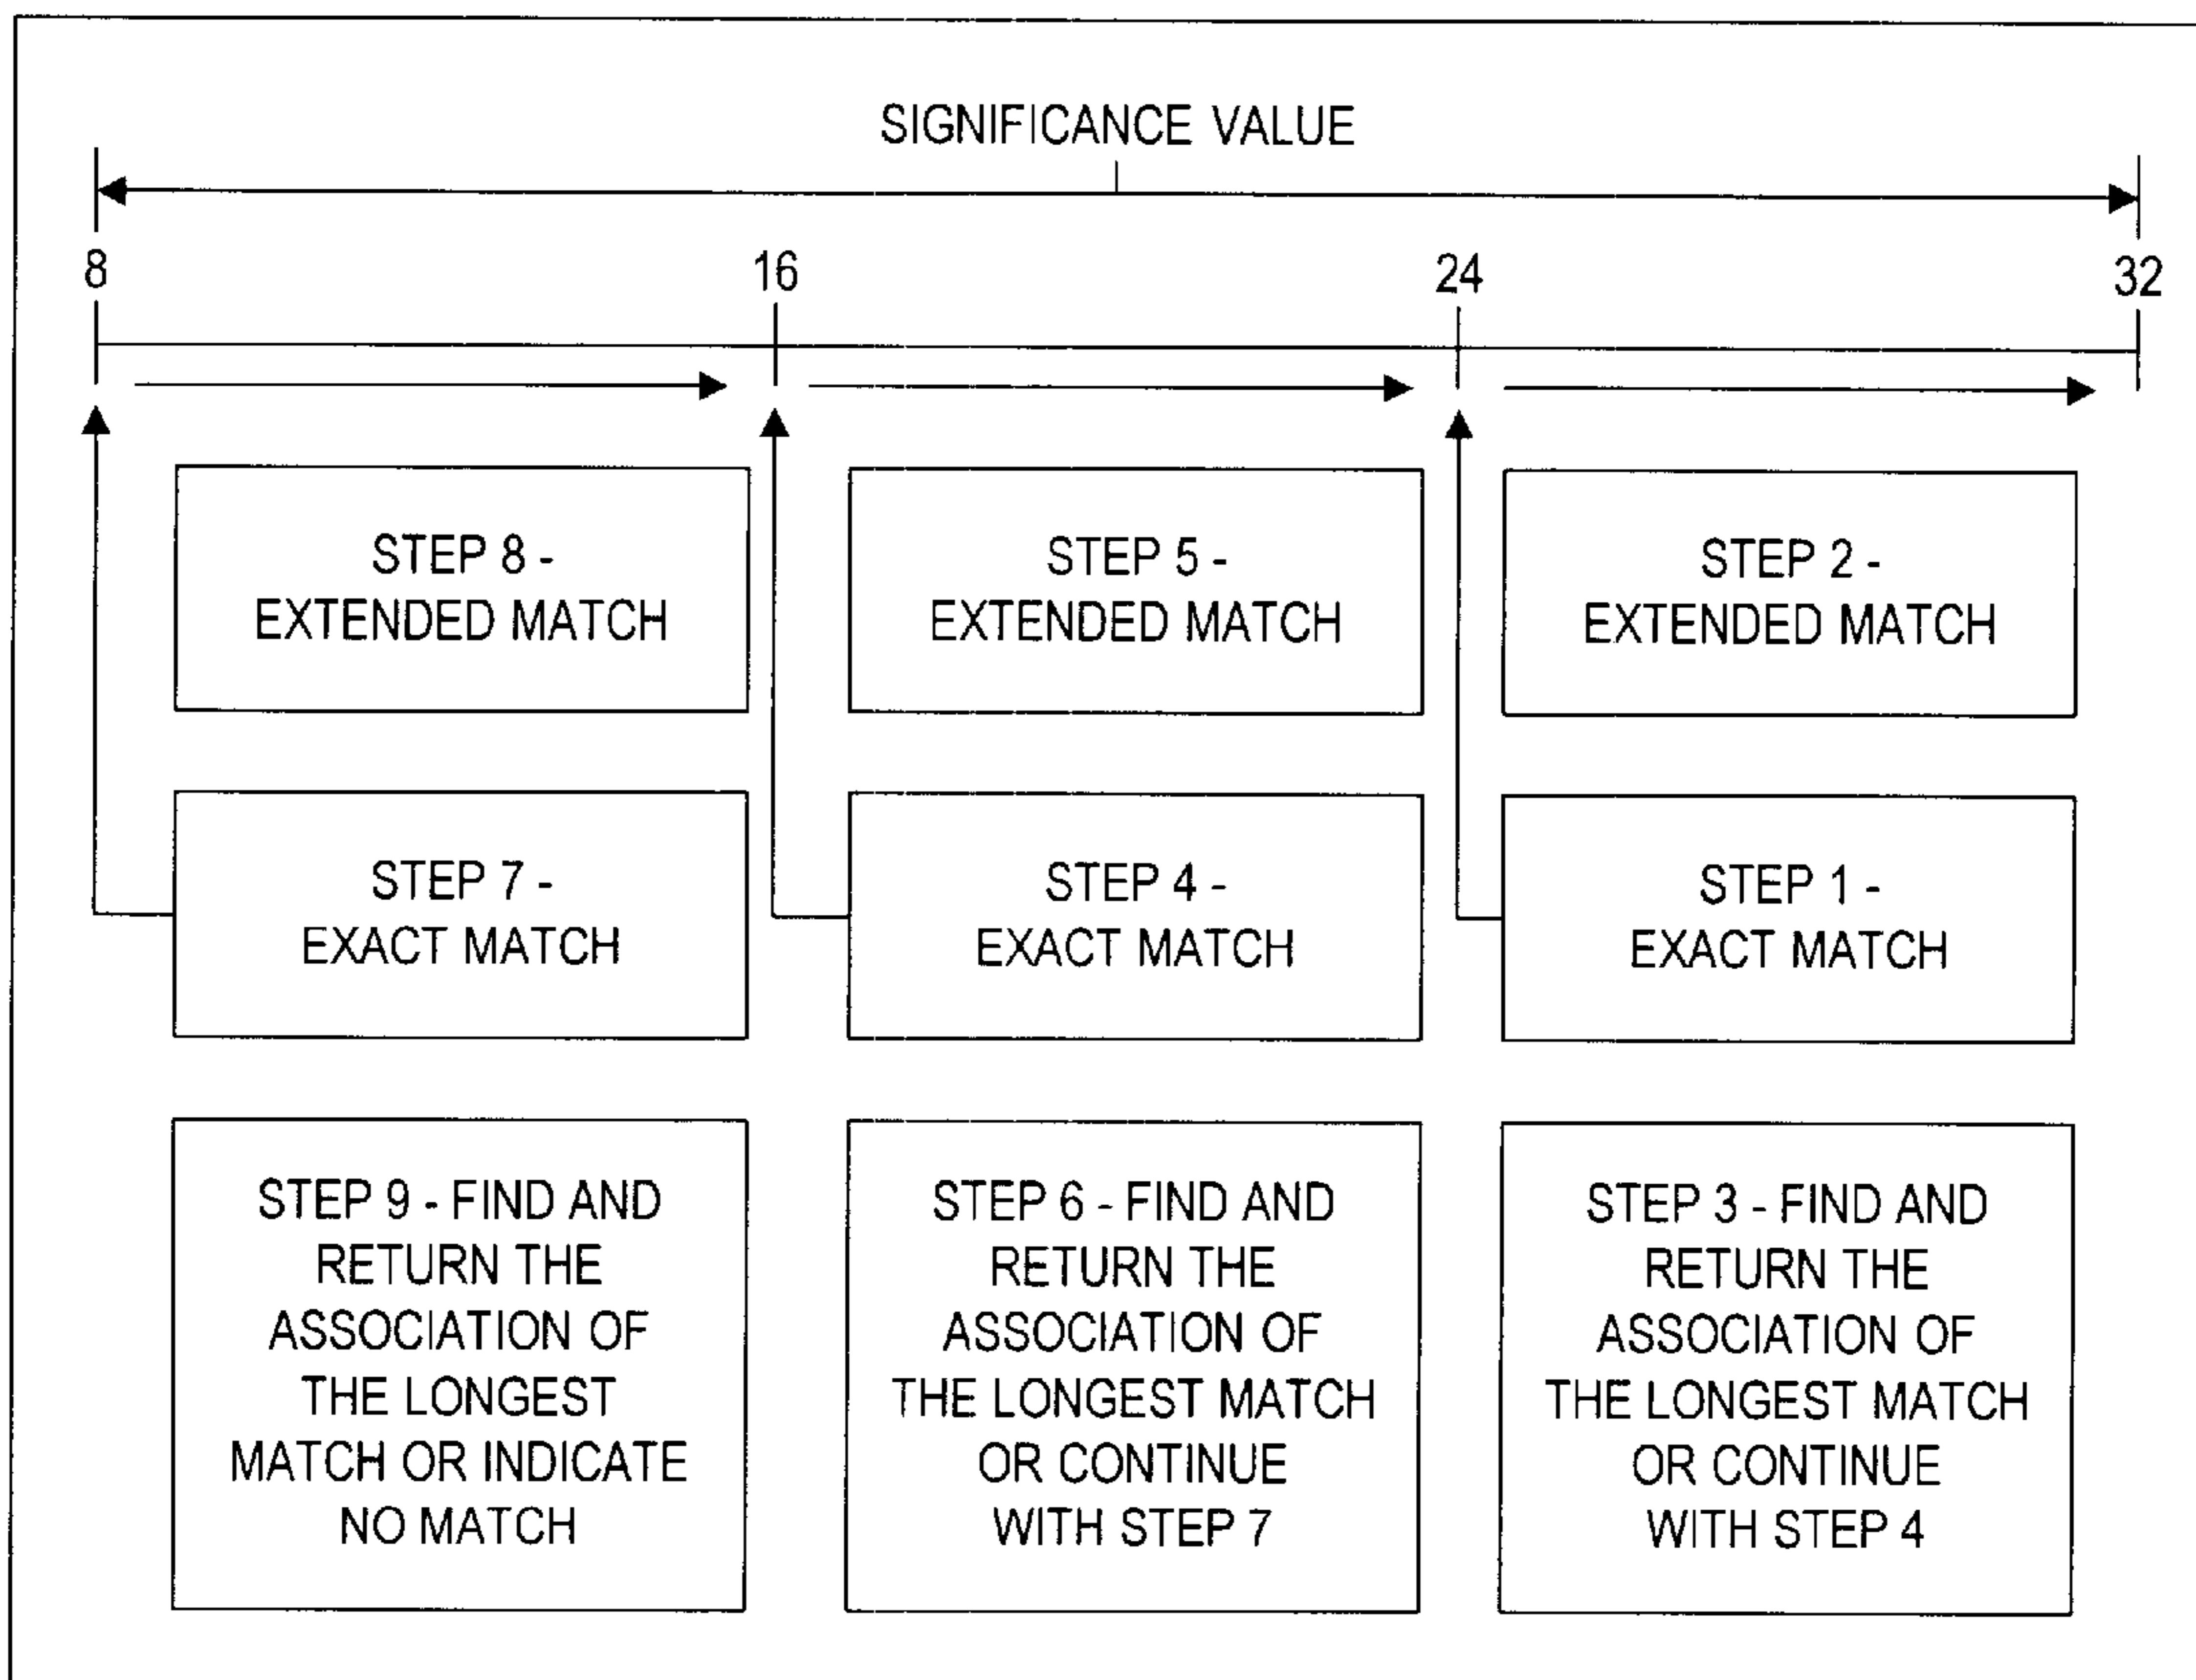 SIGNIFICANCE VALUE
8 16 24 32
STEP 8 -
EXTENDED MATCH
STEP 5 -
EXTENDED MATCH
STEP 2 -
EXTENDED MATCH
STEP 7 -
EXACT MATCH
STEP 4 -
EXACT MATCH
STEP 1 -
EXACT MATCH
STEP 9 - FIND AND
RETURN THE
ASSOCIATION OF
THE LONGEST
MATCH OR INDICATE
NO MATCH
STEP 6 - FIND AND
RETURN THE
ASSOCIATION OF
THE LONGEST MATCH
OR CONTINUE
WITH STEP 7
STEP 3 - FIND AND
RETURN THE
ASSOCIATION OF
THE LONGEST MATCH
OR CONTINUE
WITH STEP 4